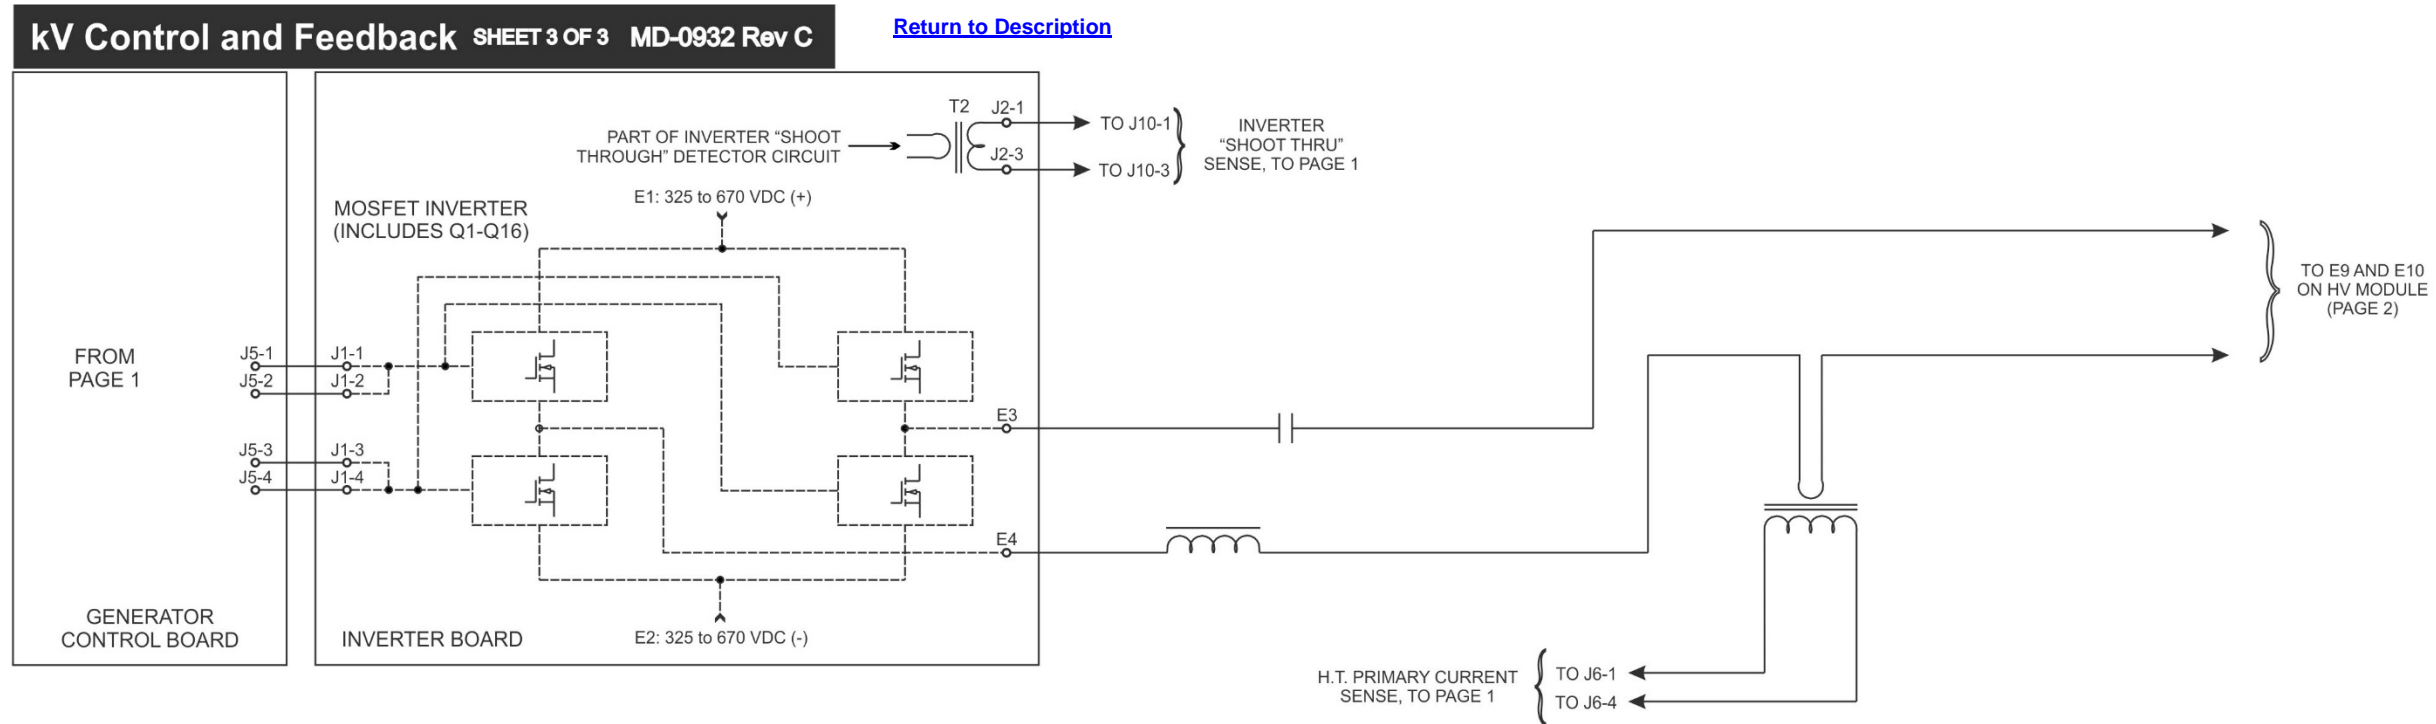 kV Control and Feedback SHEET 3 OF 3 MD-0932 Rev C
Return to Description
T2
J2-1
TO J10-1
PART OF INVERTER “SHOOT
THROUGH” DETECTOR CIRCUIT
INVERTER
“SHOOT THRU”
SENSE, TO PAGE 1
J2-3
TO J10-3
E1: 325 to 670 VDC (+)
MOSFET INVERTER
(INCLUDES Q1-Q16)
TO E9 AND E10
ON HV MODULE
(PAGE 2)
FROM
PAGE 1
J5-1
J1-1
J5-2
J1-2
E3
J5-3
J1-3
J5-4
J1-4
E4
GENERATOR
CONTROL BOARD
INVERTER BOARD
E2: 325 to 670 VDC (-)
H.T. PRIMARY CURRENT
SENSE, TO PAGE 1
TO J6-1
TO J6-4